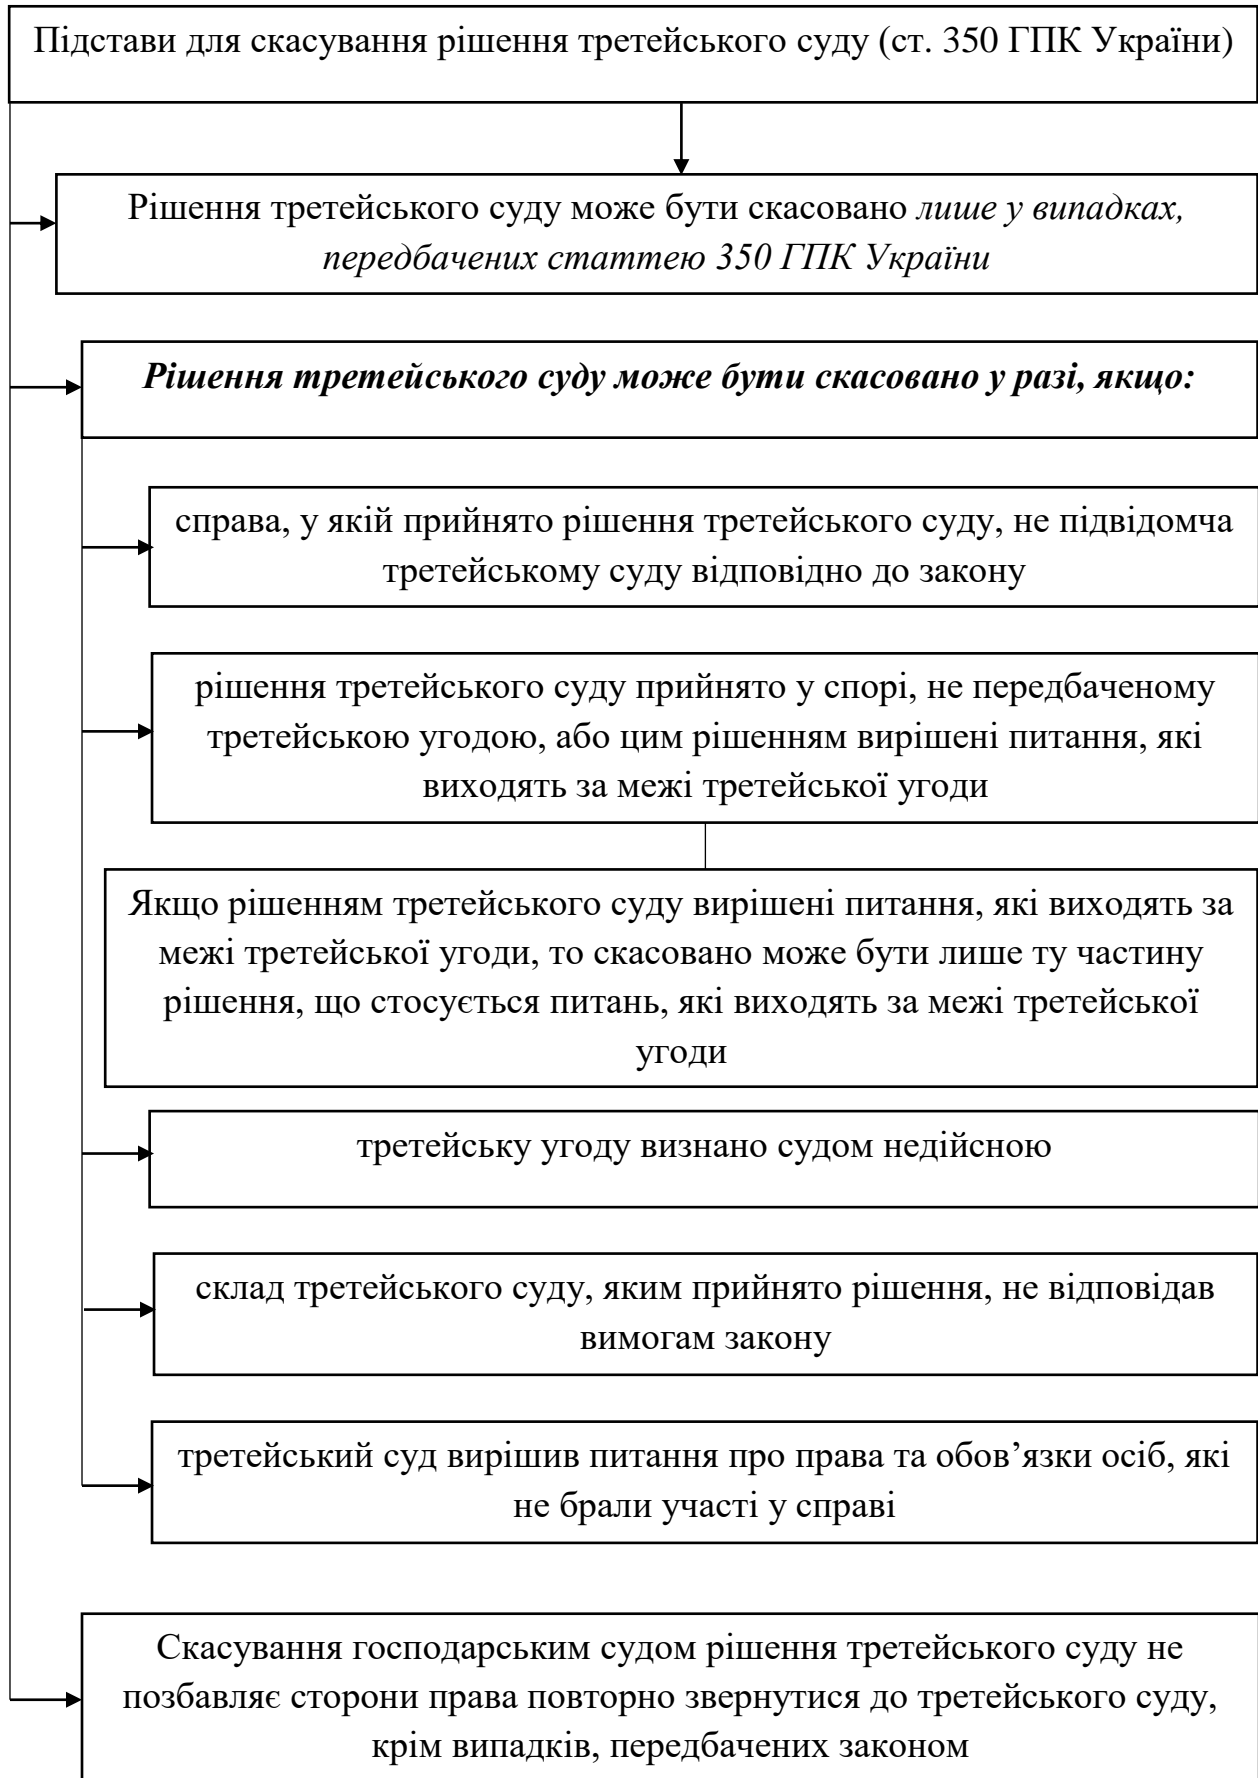 Підстави для скасування рішення третейського суду (ст. 350 ГПК України)
Рішення третейського суду може бути скасовано лише у випадках,
передбачених статтею 350 ГПК України
Рішення третейського суду може бути скасовано у разі, якщо:
справа, у якій прийнято рішення третейського суду, не підвідомча
третейському суду відповідно до закону
рішення третейського суду прийнято у спорі, не передбаченому
третейською угодою, або цим рішенням вирішені питання, які
виходять за межі третейської угоди
Якщо рішенням третейського суду вирішені питання, які виходять за
межі третейської угоди, то скасовано може бути лише ту частину
рішення, що стосується питань, які виходять за межі третейської
угоди
третейську угоду визнано судом недійсною
склад третейського суду, яким прийнято рішення, не відповідав
вимогам закону
третейський суд вирішив питання про права та обов’язки осіб, які
не брали участі у справі
Скасування господарським судом рішення третейського суду не
позбавляє сторони права повторно звернутися до третейського суду,
крім випадків, передбачених законом